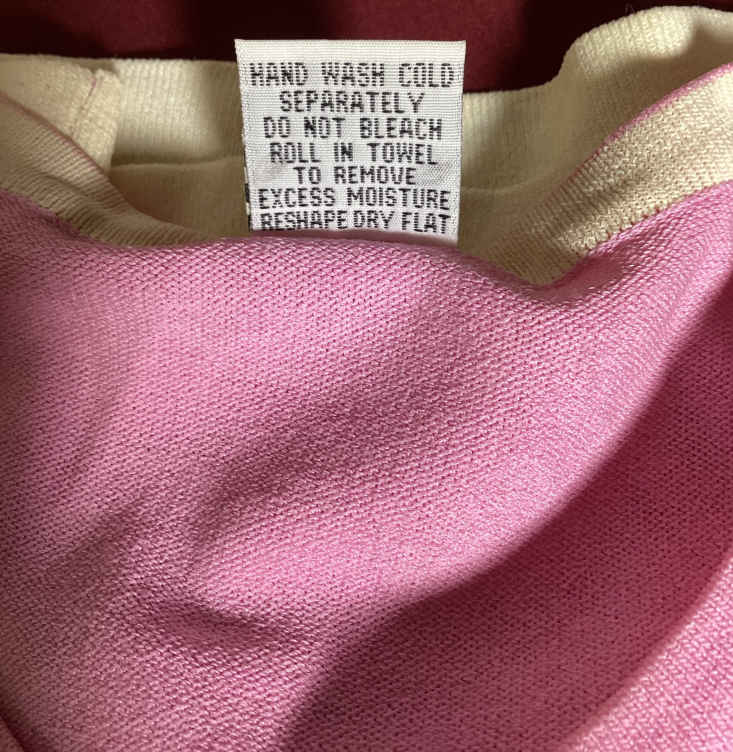 HAND WASH COLD
SEPARATELY
DO NOT BLEACH
ROLL IN TOWEL
TO REMOVE
EXCESS MOISTURE
RESHAPE DRY FLAT